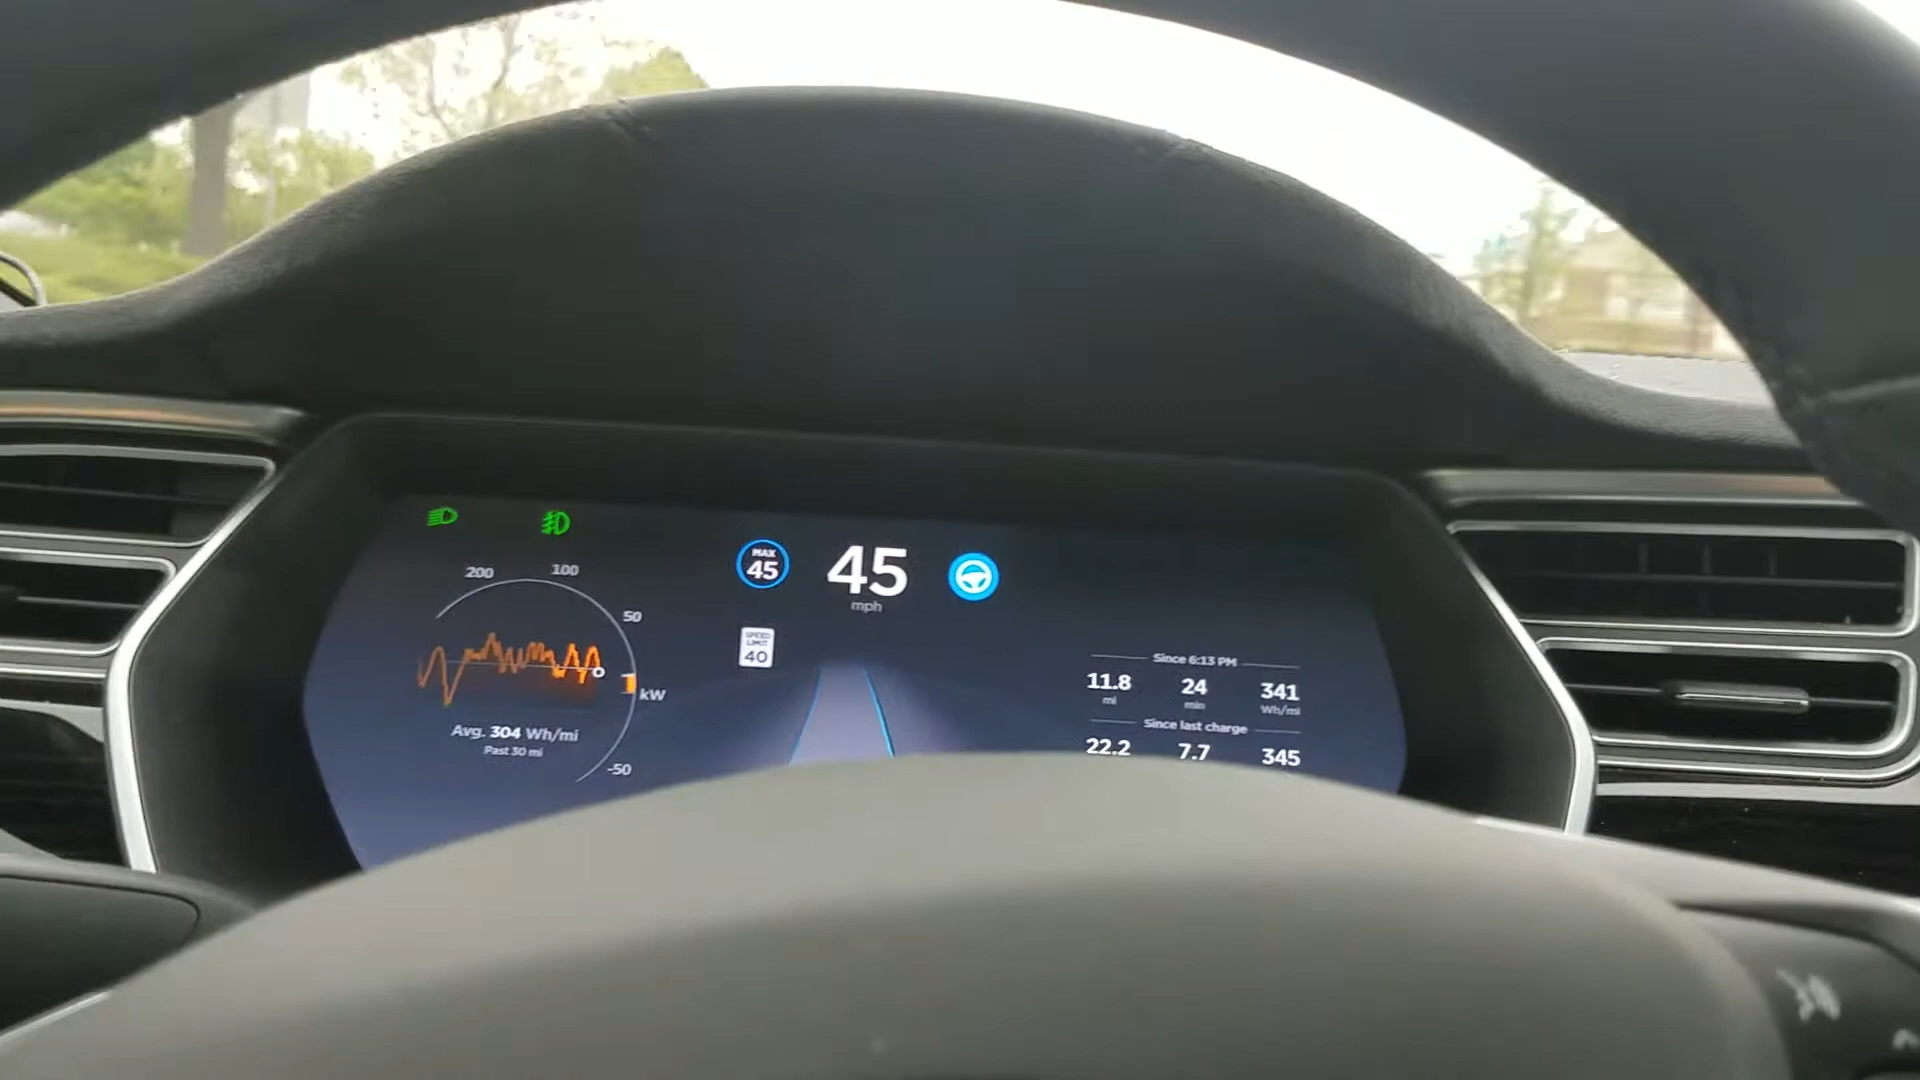 200
100
50
kW
-50
Avg. 304 Wh/mi
Past 30 mi
MAX
45
45
mph
SPEED
LIMIT
40
Since 6:13 PM
11.8 24 341
mi min Wh/mi
Since last charge
22.2 7.7 345